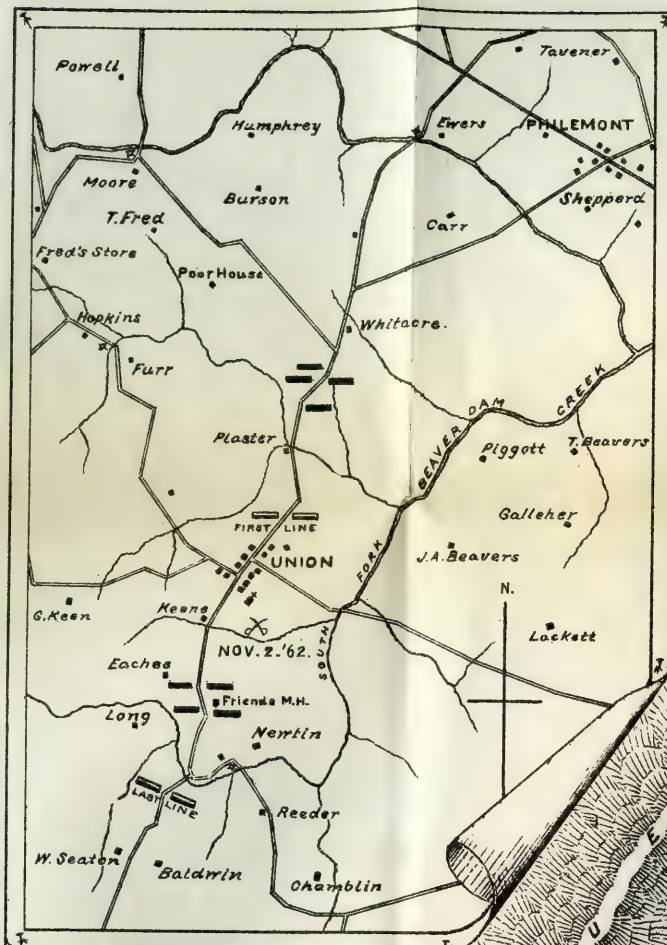 Powell
Tavener
Humphrey
Ewers
PHILEMONT
Moore
Burson
Shepperd
T. Fred
Carr
Fred's Store
Poor House
Hopkins
Whitacre.
Furr
Plaster
SOUTH FORK BEAVER DAM CREEK
Piggott
T. Beavers
FIRST LINE
Galleher
UNION
J.A. Beavers
N.
G. Keen
Keene
Lackett
NOV. 2.'62.
Eaches
Friends M.H.
Long
Newtin
LAST LINE
Reeder
W. Seaton
Baldwin
Chamblin
U E